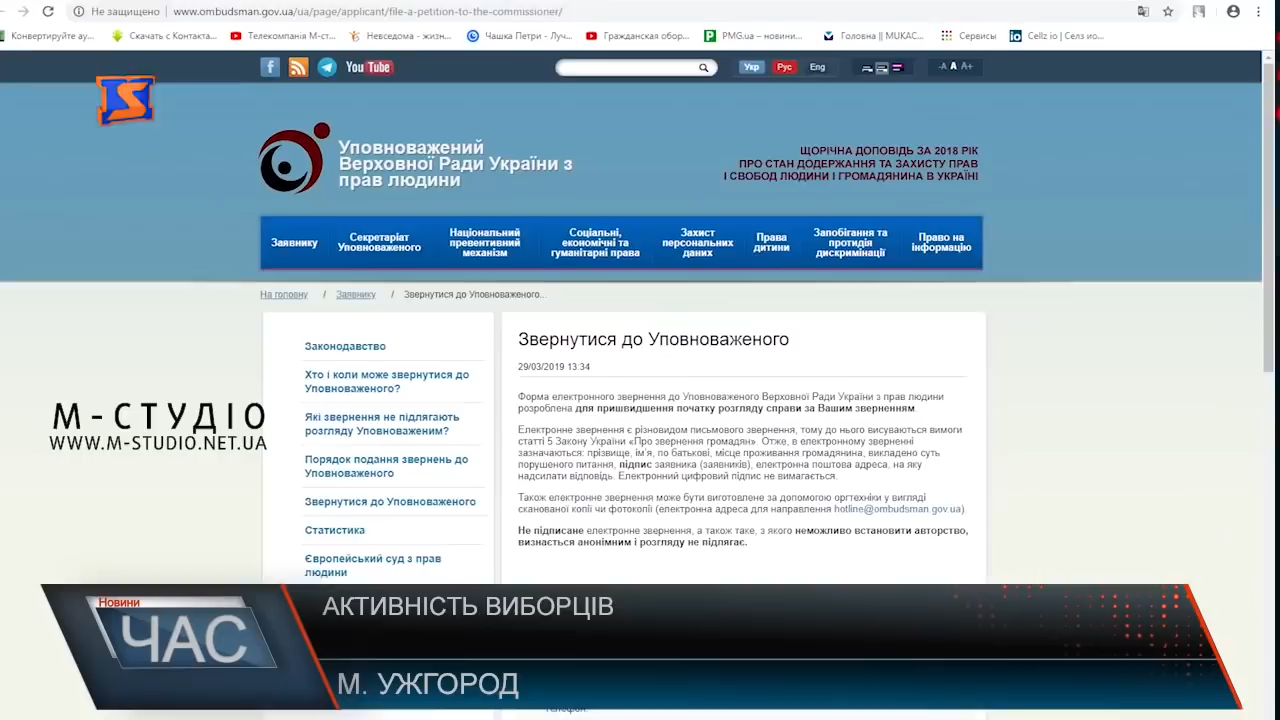 Не защищено
www.ombudsman.gov.ua/ua/page/applicant/file-a-petition-to-the-commissioner/
Конвертируйте ау...
Скачать с Контакта...
Телекомпанія М-ст...
Невседома - жизн...
Чашка Петри - Луч...
Гражданская обор...
PMG.ua – новини...
Головна || MUKAC...
Сервисы
Cellz io | Селз ио...
You Tube
Укр
Рус
Eng
-A A A+
Уповноважений
Верховної Ради України з
прав людини
ЩОРІЧНА ДОПОВІДЬ ЗА 2018 РІК
ПРО СТАН ДОДЕРЖАННЯ ТА ЗАХИСТУ ПРАВ
І СВОБОД ЛЮДИНИ І ГРОМАДЯНИНА В УКРАЇНІ
Заявнику
Секретаріат
Уповноваженого
Національний
превентивний
механізм
Соціальні,
економічні та
гуманітарні права
Захист
персональних
даних
Права
дитини
Запобігання та
протидія
дискримінації
Право на
інформацію
На головну / Заявнику / Звернутися до Уповноваженого...
Законодавство
Хто і коли може звернутися до
Уповноваженого?
Які звернення не підлягають
розгляду Уповноваженим?
Порядок подання звернень до
Уповноваженого
Звернутися до Уповноваженого
Статистика
Європейський суд з прав
людини
Звернутися до Уповноваженого
29/03/2019 13:34
Форма електронного звернення до Уповноваженого Верховної Ради України з прав людини
розроблена для пришвидшення початку розгляду справи за Вашим зверненням.
Електронне звернення є різновидом письмового звернення, тому до нього висуваються вимоги
статті 5 Закону України «Про звернення громадян». Отже, в електронному зверненні
зазначаються: прізвище, ім'я, по батькові, місце проживання громадянина, викладено суть
порушеного питання, підпис заявника (заявників), електронна поштова адреса, на яку
надсилати відповідь. Електронний цифровий підпис не вимагається.
Також електронне звернення може бути виготовлене за допомогою оргтехніки у вигляді
сканованої копії чи фотокопії (електронна адреса для направлення hotline@ombudsman.gov.ua).
Не підписане електронне звернення, а також таке, з якого неможливо встановити авторство,
визнається анонімним і розгляду не підлягає.
М-СТУДІО
WWW.M-STUDIO.NET.UA
Новини
ЧАС
АКТИВНІСТЬ ВИБОРЦІВ
М. УЖГОРОД